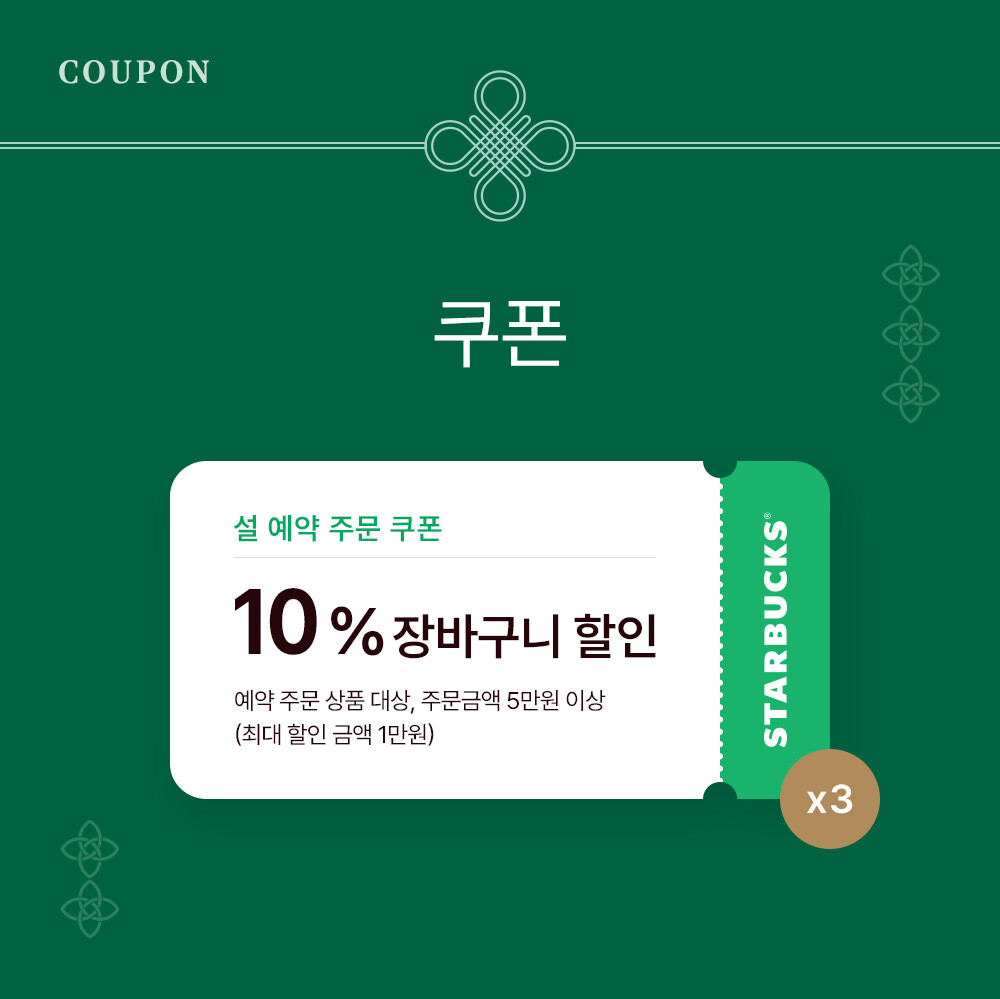 COUPON
쿠폰
설 예약 주문 쿠폰
10 % 장바구니 할인
예약 주문 상품 대상, 주문금액 5만원 이상
(최대 할인 금액 1만원)
STARBUCKS®
x3